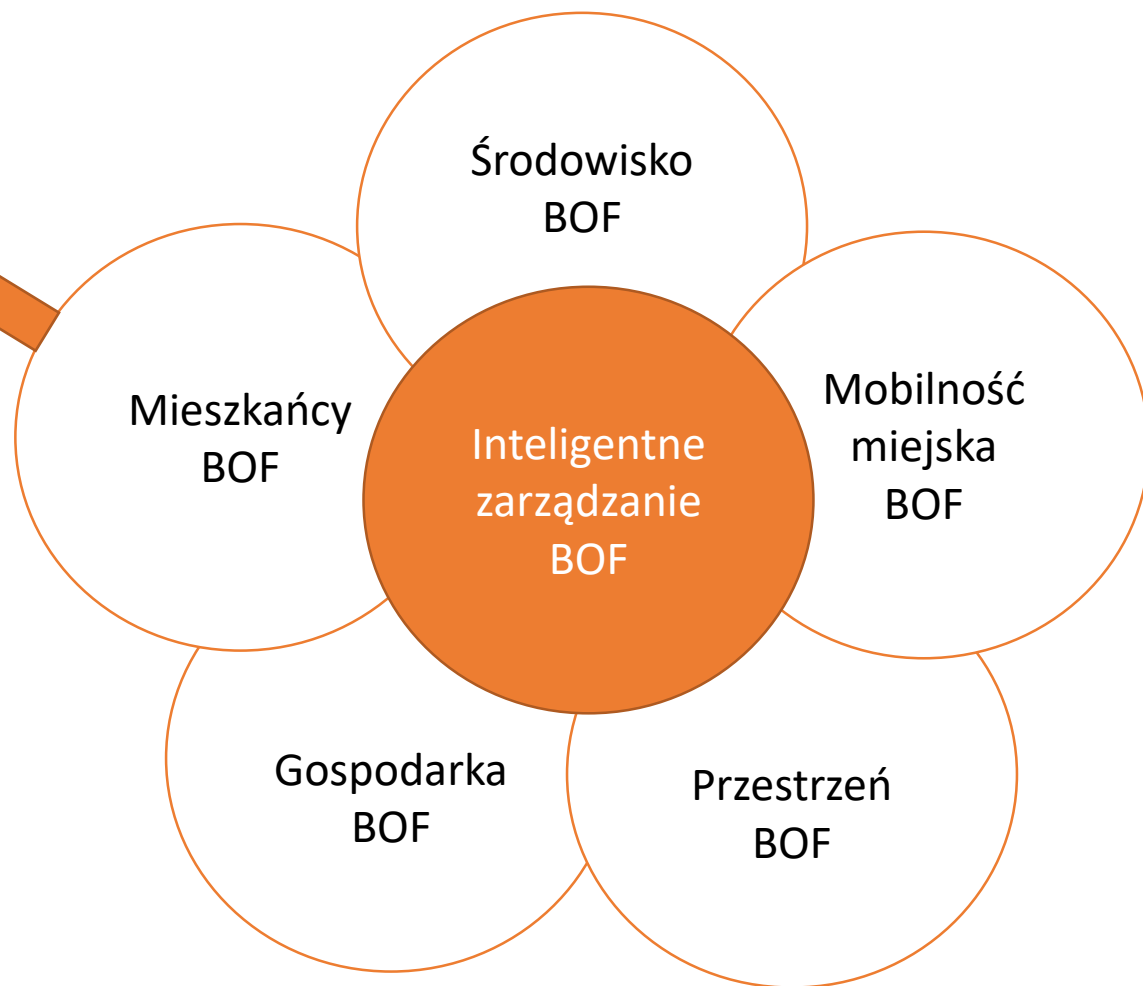 Środowisko
BOF
Mieszkańcy
BOF
Inteligentne
zarządzanie
BOF
Mobilność
miejska
BOF
Gospodarka
BOF
Przestrzeń
BOF